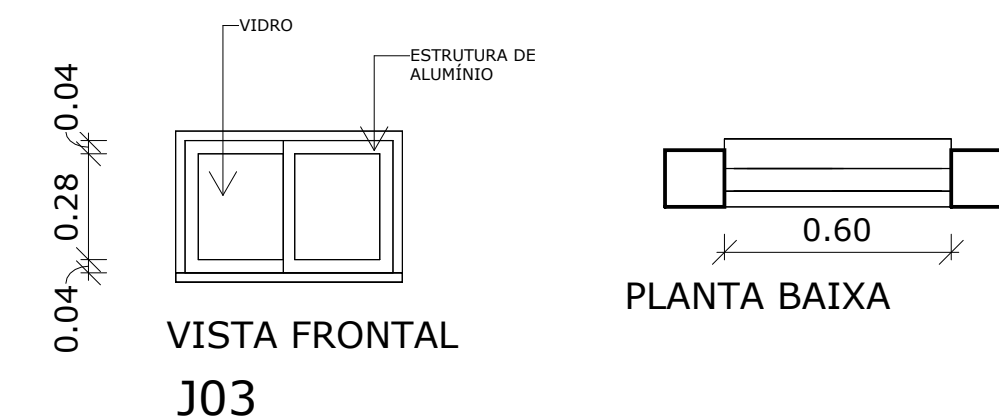 VIDRO
ESTRUTURA DE
ALUMÍNIO
0.04
0.28
0.04
0.60
VISTA FRONTAL
PLANTA BAIXA
J03